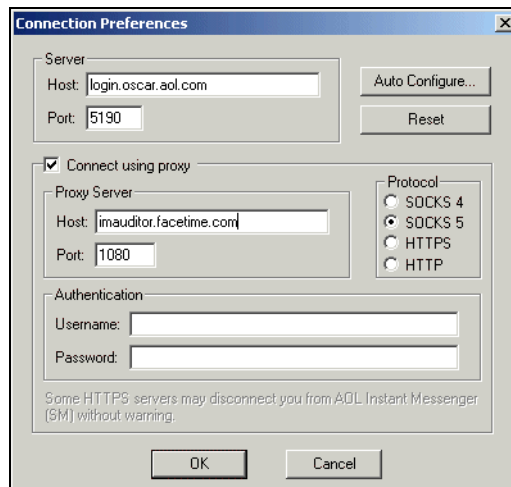 Connection Preferences
Server
Host: login.oscar.aol.com
Port: 5190
Auto Configure...
Reset
Connect using proxy
Proxy Server
Host: imauditor.facetime.com
Port: 1080
Protocol
SOCKS 4
SOCKS 5
HTTPS
HTTP
Authentication
Username:
Password:
Some HTTPS servers may disconnect you from AOL Instant Messenger
(SM) without warning.
OK
Cancel